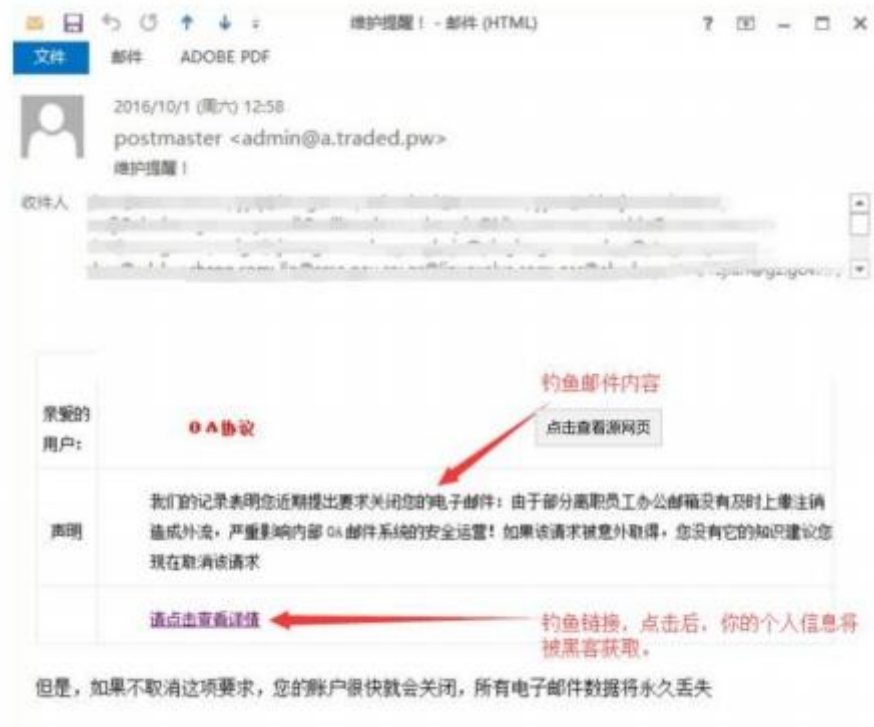 维护提醒！ - 邮件 (HTML)
?
文件 邮件 ADOBE PDF
2016/10/1 (周六) 12:58
postmaster <admin@a.traded.pw>
维护提醒！
收件人
钓鱼邮件内容
亲爱的
用户：
OA协议
点击查看源网页
声明
我们的记录表明您近期提出要求关闭您的电子邮件：由于部分离职员工办公邮箱没有及时上缴注销
造成外流，严重影响内部 OA 邮件系统的安全运营！如果该请求被意外取得，您没有它的知识建议您
现在取消该请求
请点击查看详情
钓鱼链接，点击后，你的个人信息将
被黑客获取。
但是，如果不取消这项要求，您的账户很快就会关闭，所有电子邮件数据将永久丢失